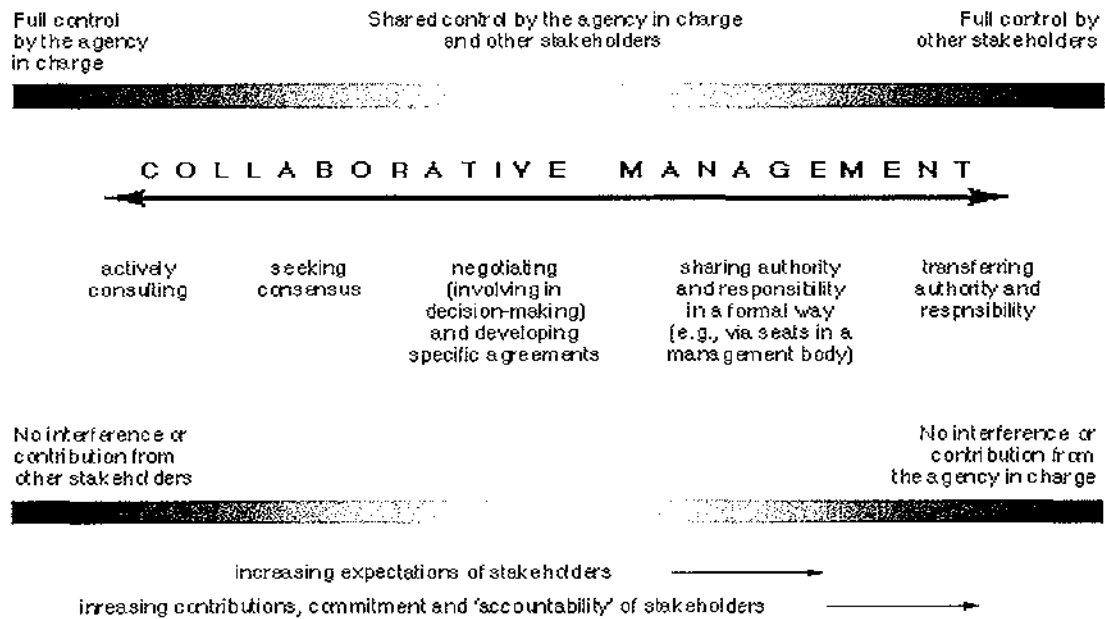 Full control
by the agency
in charge
Shared control by the agency in charge
and other stakeholders
Full control by
other stakeholders
COLLABORATIVE MANAGEMENT
actively
consulting
seeking
consensus
negotiating
(involving in
decision-making)
and developing
specific agreements
sharing authority
and responsibility
in a formal way
(e.g., via seats in a
management body)
transferring
authority and
respnsibility
No interference or
contribution from
other stakeholders
No interference or
contribution from
the agency in charge
increasing expectations of stakeholders
inreasing contributions, commitment and 'accountability' of stakeholders